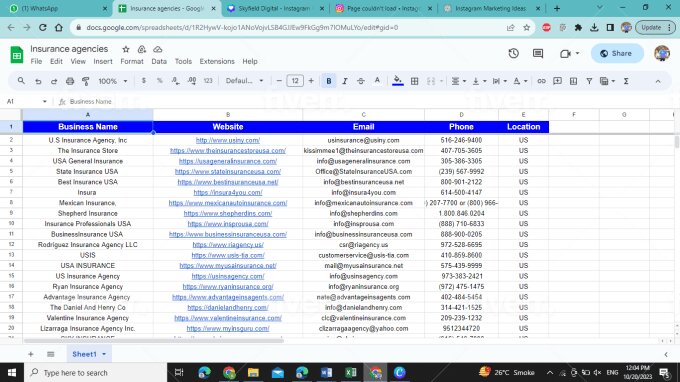 (1) WhatsApp
Insurance agencies - Google
Skyfield Digital - Instagram
Page couldn't load • Instag
Instagram Marketing Ideas
docs.google.com/spreadsheets/d/1R2HywV-kojo1ANoVojvLSB4GJJEw9FkGg9m7IOMuLYo/edit#gid=0
Update
Insurance agencies
File Edit View Insert Format Data Tools Extensions Help
Share
100% $ % .0 .00 123 Defaul... 12 B I A
A1 fx Business Name
A B C D E F G H
1 Business Name Website Email Phone Location
2 U.S Insurance Agency, Inc http://www.usiny.com/ usinsurance@usiny.com 516-246-9400 US
3 The Insurance Store https://www.theinsurancestoreusa.com/ kissimmee1@theinsurancestoreusa.com 407-705-3605 US
4 USA General Insurance https://usageneralinsurance.com/ info@usageneralinsurance.com 305-386-3305 US
5 State Insurance USA https://www.stateinsuranceusa.com/ Office@StateInsuranceUSA.com (239) 567-9992 US
6 Best Insurance USA https://www.bestinsuranceusa.net/ info@bestinsuranceusa.net 800-901-2122 US
7 Insura https://insura4you.com/ info@insura4you.com 614-500-4147 US
8 Mexican Insurance, https://www.mexicanautoinsurance.com/ info@mexicanautoinsurance.com ) 207-7700 or (800) 966- US
9 Shepherd Insurance https://www.shepherdins.com/ info@shepherdins.com 1.800.846.0204 US
10 Insurance Professionals USA https://www.insprousa.com/ info@insprousa.com (888) 710-6833 US
11 BusinessInsurance USA https://www.businessinsuranceusa.com/ info@businessinsuranceusa.com 888-900-0205 US
12 Rodriguez Insurance Agency LLC https://www.riagency.us/ csr@riagency.us 972-528-6695 US
13 USIS https://www.usis-tia.com/ customerservice@usis-tia.com 410-859-8600 US
14 USA INSURANCE https://www.myusainsurance.net/ mail@myusainsurance.net 575-439-9999 US
15 US Insurance Agency https://usinsagency.com/ info@usinsagency.com 973-383-2421 US
16 Ryan Insurance Agency https://www.ryaninsurance.org/ info@ryaninsurance.org (972) 475-1475 US
17 Advantage Insurance Agency https://www.advantageinsagents.com/ nate@advantageinsagents.com 402-484-5454 US
18 The Daniel And Henry Co https://danielandhenry.com/ info@danielandhenry.com 314-421-1525 US
19 Valentine Insurance Agency https://www.valentineinsurance.com/ clc@valentineinsurance.com 209-239-1232 US
20 Lizarraga Insurance Agency Inc. https://www.myinsguru.com/ clizarragaagency@yahoo.com 9512344720 US
Sheet1
Type here to search
26°C Smoke
12:04 PM
10/20/2023